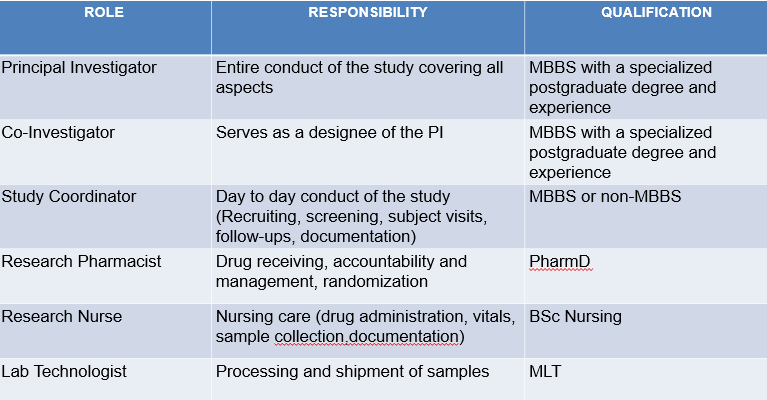 ROLE
RESPONSIBILITY
QUALIFICATION
Principal Investigator
Entire conduct of the study covering all
aspects
MBBS with a specialized
postgraduate degree and
experience
Co-Investigator
Serves as a designee of the PI
MBBS with a specialized
postgraduate degree and
experience
Study Coordinator
Day to day conduct of the study
(Recruiting, screening, subject visits,
follow-ups, documentation)
MBBS or non-MBBS
Research Pharmacist
Drug receiving, accountability and
management, randomization
PharmD
Research Nurse
Nursing care (drug administration, vitals,
sample collection,documentation)
BSc Nursing
Lab Technologist
Processing and shipment of samples
MLT